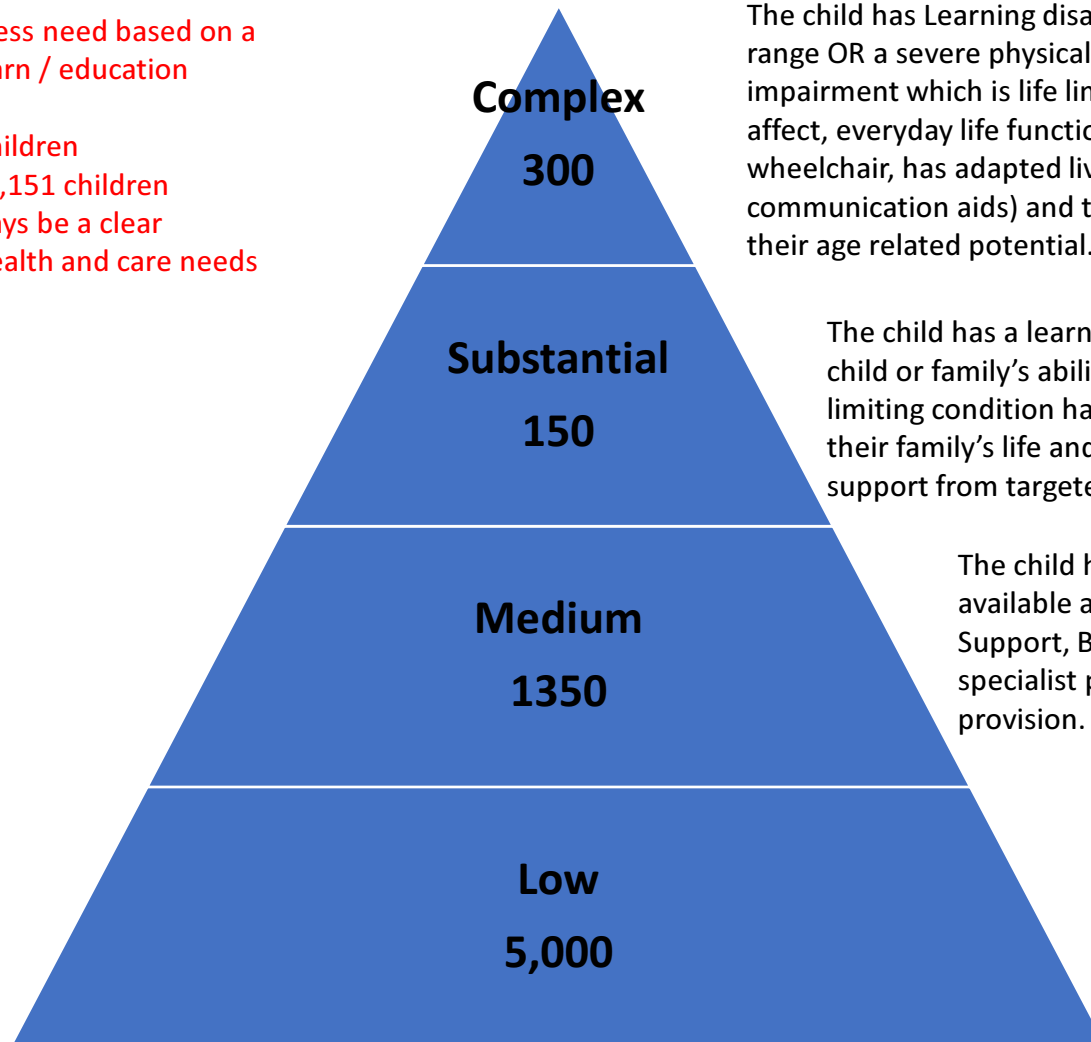 ess need based on a
rn / education
ildren
,151 children
ys be a clear
ealth and care needs
Complex
300
The child has Learning disa
range OR a severe physical
impairment which is life lim
affect, everyday life functio
wheelchair, has adapted liv
communication aids) and t
their age related potential.
Substantial
150
The child has a learn
child or family's abili
limiting condition ha
their family's life and
support from targete
Medium
1350
The child h
available a
Support, B
specialist p
provision.
Low
5,000